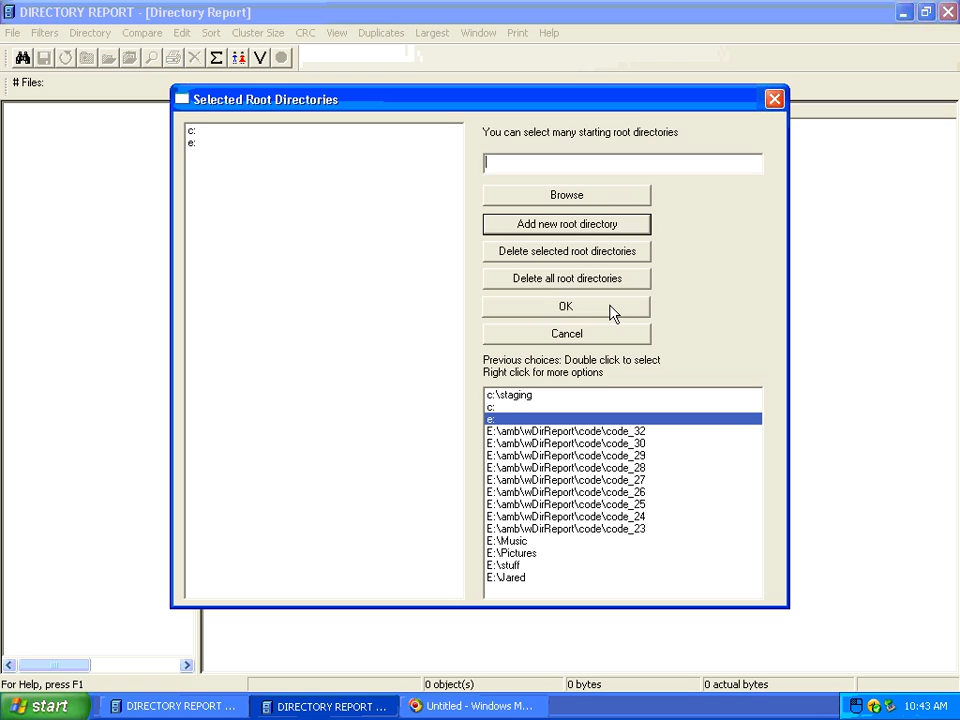 DIRECTORY REPORT - [Directory Report]
File Filters Directory Compare Edit Sort Cluster Size CRC View Duplicates Largest Window Print Help
# Files:
Selected Root Directories
c:
e:
You can select many starting root directories
Browse
Add new root directory
Delete selected root directories
Delete all root directories
OK
Cancel
Previous choices: Double click to select
Right click for more options
c:\staging
c:
e:
E:\amb\wDirReport\code\code_32
E:\amb\wDirReport\code\code_30
E:\amb\wDirReport\code\code_29
E:\amb\wDirReport\code\code_28
E:\amb\wDirReport\code\code_27
E:\amb\wDirReport\code\code_26
E:\amb\wDirReport\code\code_25
E:\amb\wDirReport\code\code_24
E:\amb\wDirReport\code\code_23
E:\Music
E:\Pictures
E:\stuff
E:\Jared
For Help, press F1 0 object(s) 0 bytes 0 actual bytes
start DIRECTORY REPORT ... DIRECTORY REPORT ... Untitled - Windows M... 10:43 AM